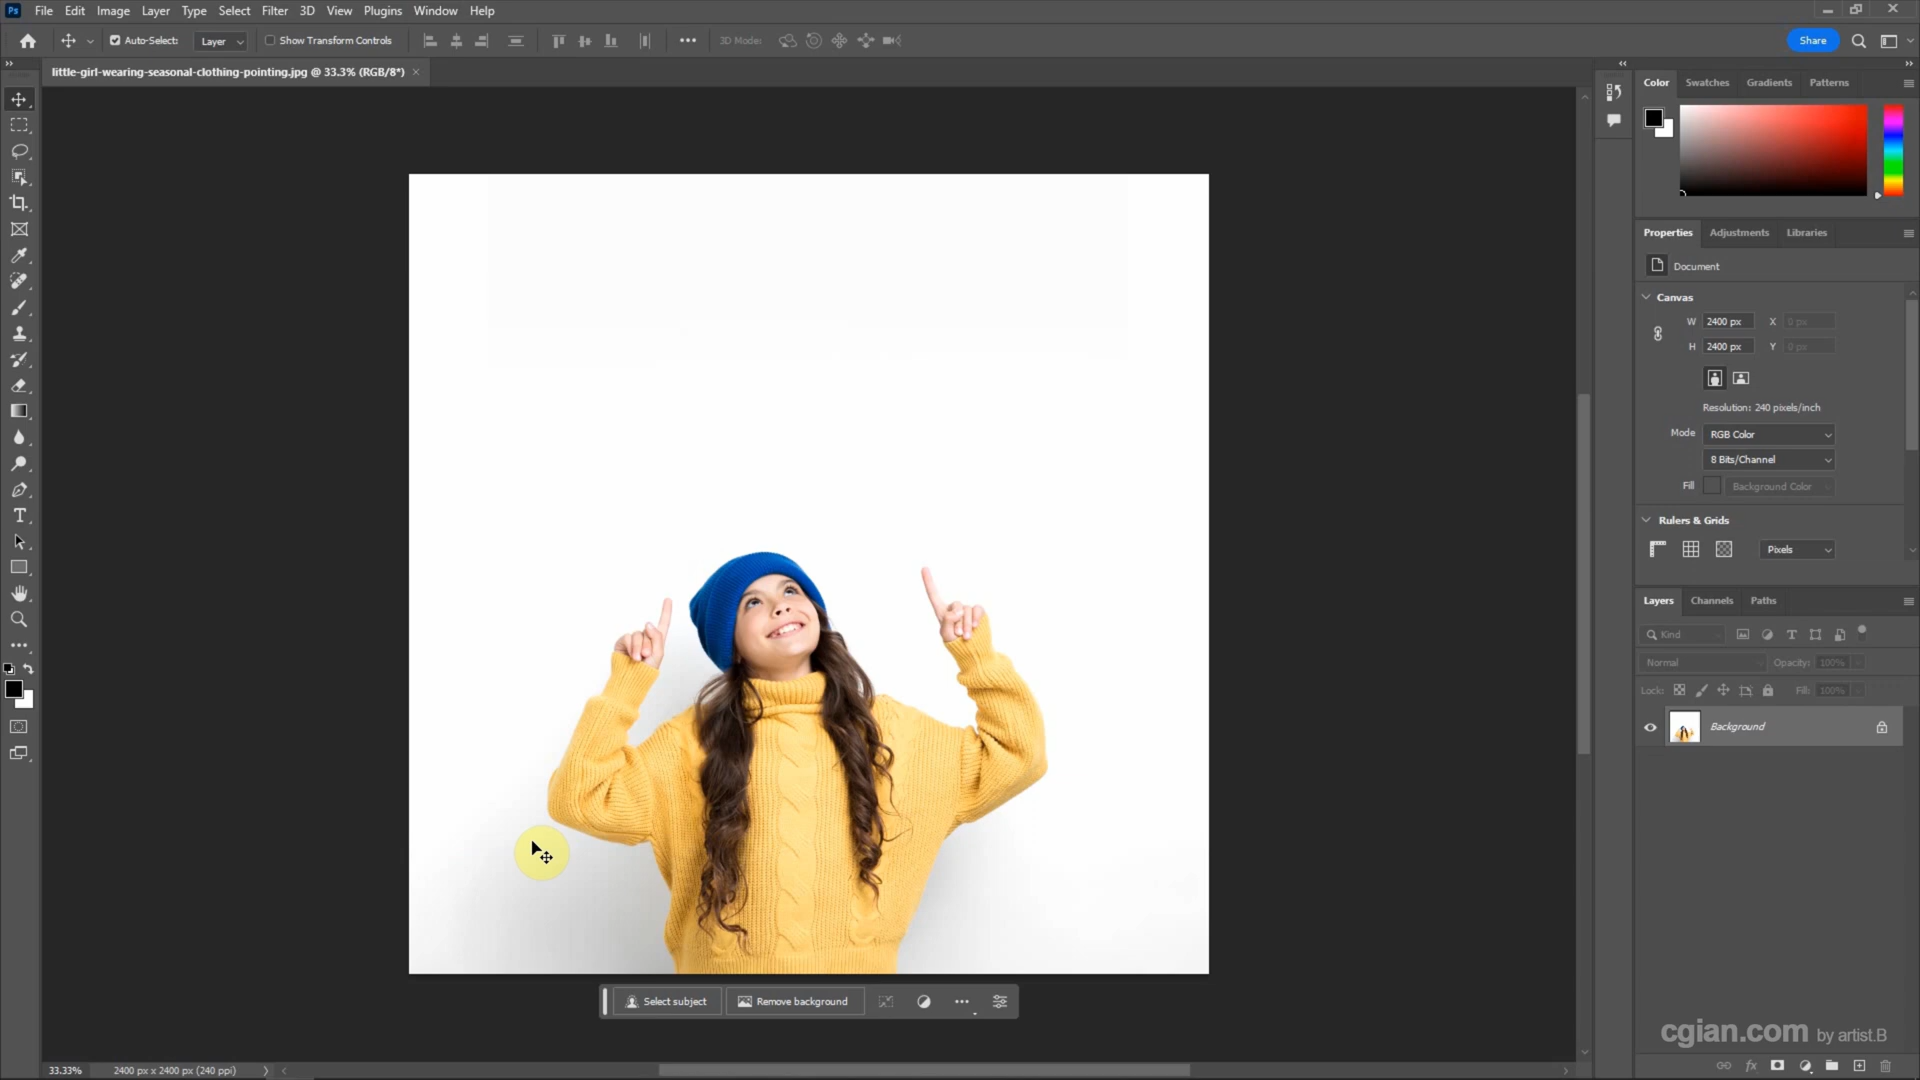 Ps File Edit Image Layer Type Select Filter 3D View Plugins Window Help
Auto-Select: Layer Show Transform Controls 3D Mode: Share
little-girl-wearing-seasonal-clothing-pointing.jpg @ 33.3% (RGB/8*)
Color Swatches Gradients Patterns
Properties Adjustments Libraries
Document
Canvas
W 2400 px X 0 px
H 2400 px Y 0 px
Resolution: 240 pixels/inch
Mode RGB Color
8 Bits/Channel
Fill Background Color
Rulers & Grids
Pixels
Layers Channels Paths
Kind
Normal Opacity: 100%
Lock: Fill: 100%
Background
Select subject Remove background
cgian.com by artist.B
33.33% 2400 px x 2400 px (240 ppi)